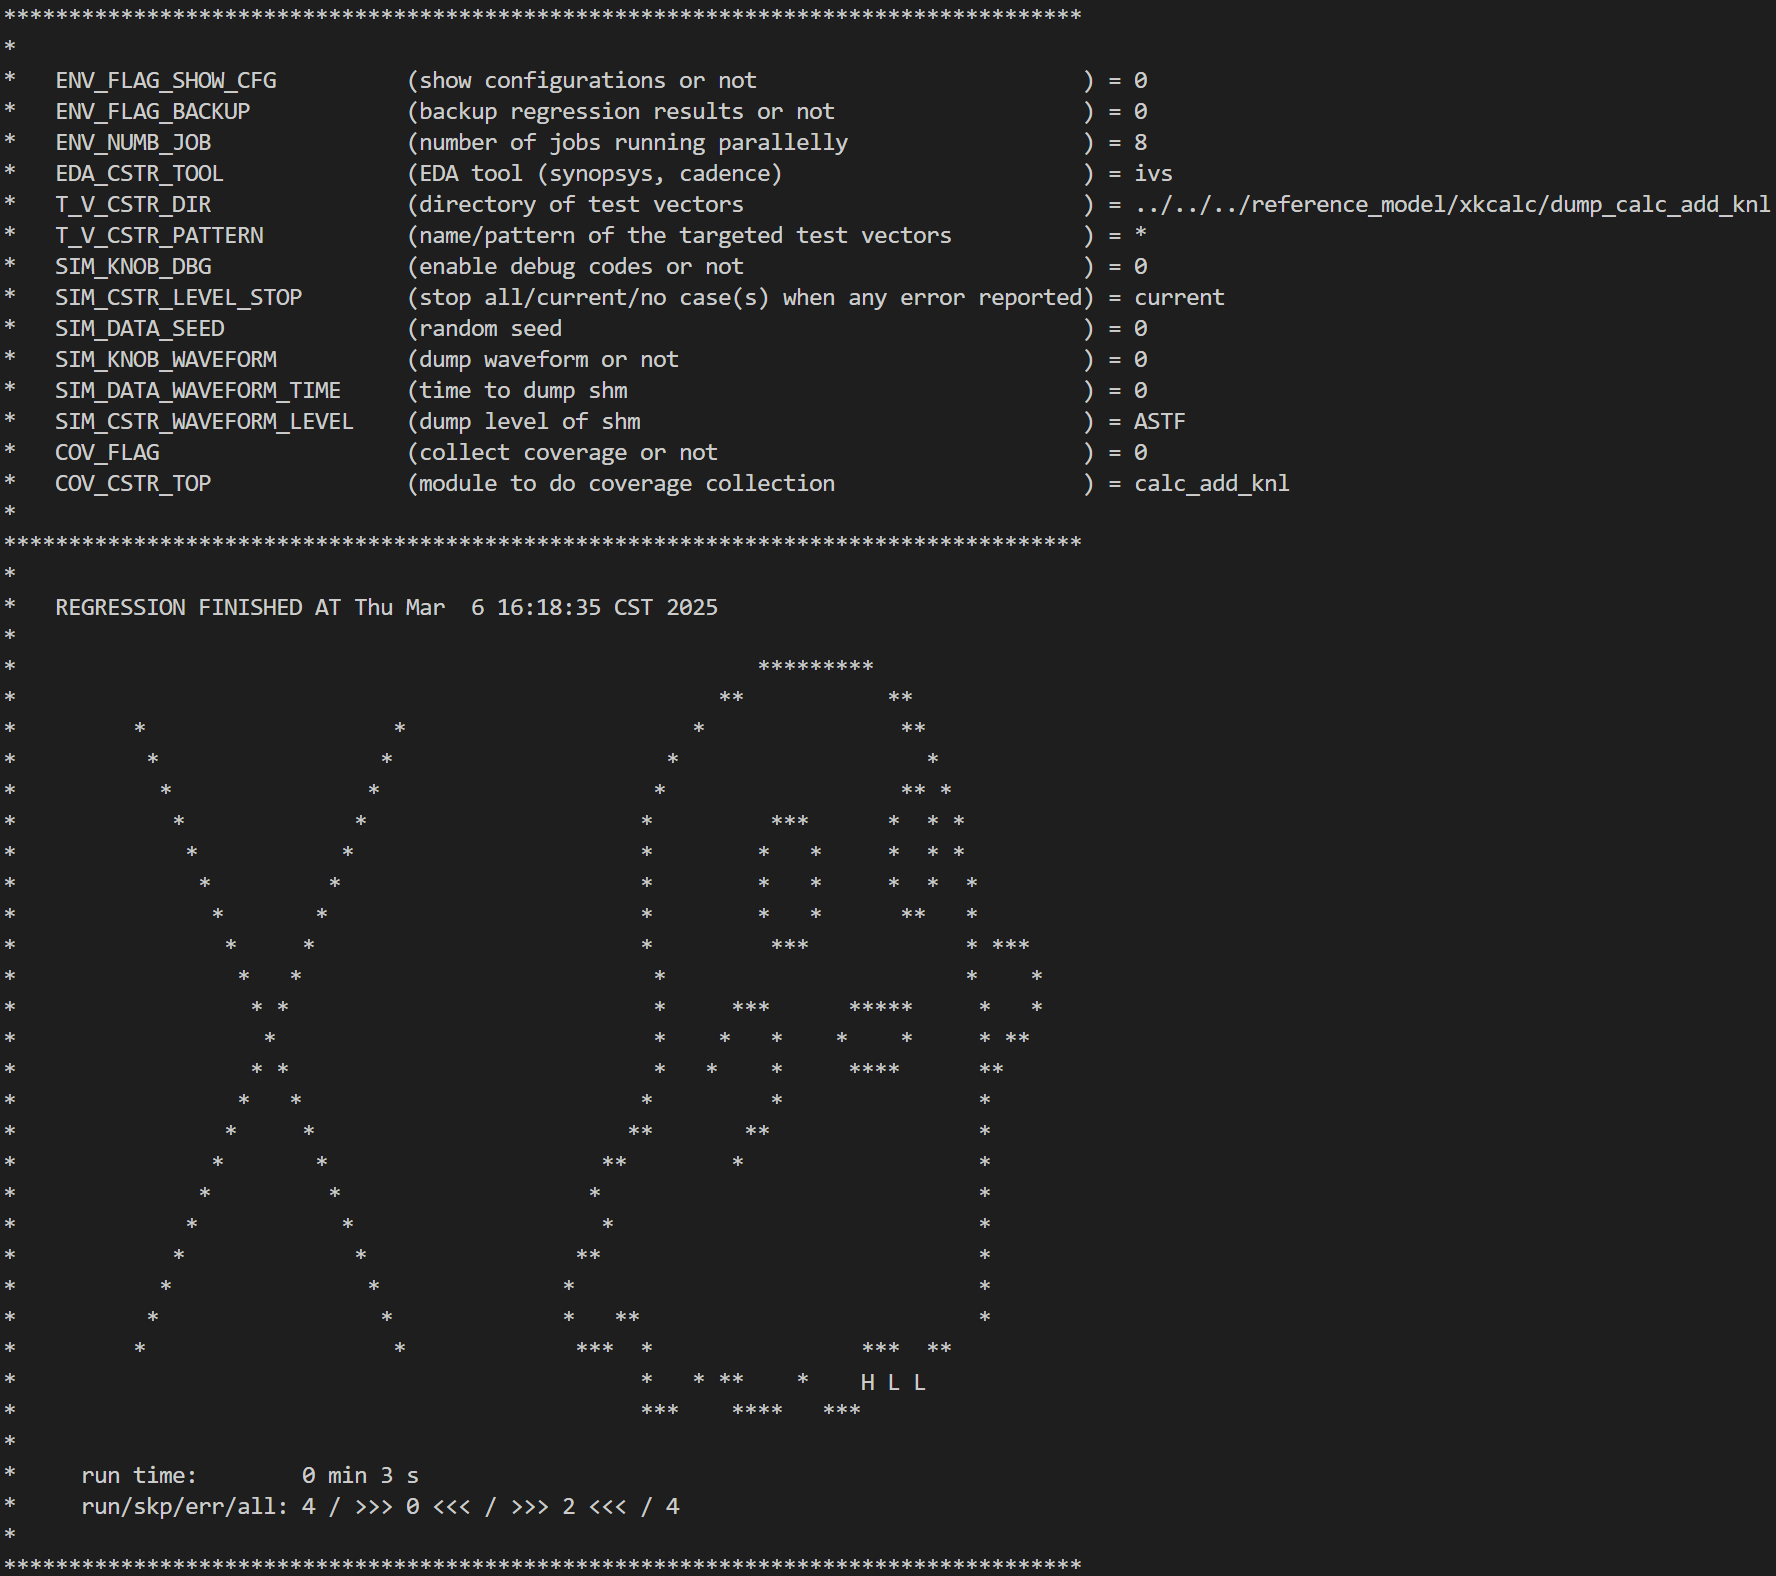 ***********************************************************************************
*
*   ENV_FLAG_SHOW_CFG          (show configurations or not                         ) = 0
*   ENV_FLAG_BACKUP            (backup regression results or not                   ) = 0
*   ENV_NUMB_JOB               (number of jobs running parallelly                  ) = 8
*   EDA_CSTR_TOOL              (EDA tool (synopsys, cadence)                       ) = ivs
*   T_V_CSTR_DIR               (directory of test vectors                          ) = ../../../reference_model/xkcalc/dump_calc_add_knl
*   T_V_CSTR_PATTERN           (name/pattern of the targeted test vectors          ) = *
*   SIM_KNOB_DBG               (enable debug codes or not                          ) = 0
*   SIM_CSTR_LEVEL_STOP        (stop all/current/no case(s) when any error reported) = current
*   SIM_DATA_SEED              (random seed                                        ) = 0
*   SIM_KNOB_WAVEFORM          (dump waveform or not                               ) = 0
*   SIM_DATA_WAVEFORM_TIME     (time to dump shm                                   ) = 0
*   SIM_CSTR_WAVEFORM_LEVEL    (dump level of shm                                  ) = ASTF
*   COV_FLAG                   (collect coverage or not                            ) = 0
*   COV_CSTR_TOP               (module to do coverage collection                   ) = calc_add_knl
*
***********************************************************************************
*
*   REGRESSION FINISHED AT Thu Mar  6 16:18:35 CST 2025
*
H L L
*
*     run time:        0 min 3 s
*     run/skp/err/all: 4 / >>> 0 <<< / >>> 2 <<< / 4
*
***********************************************************************************